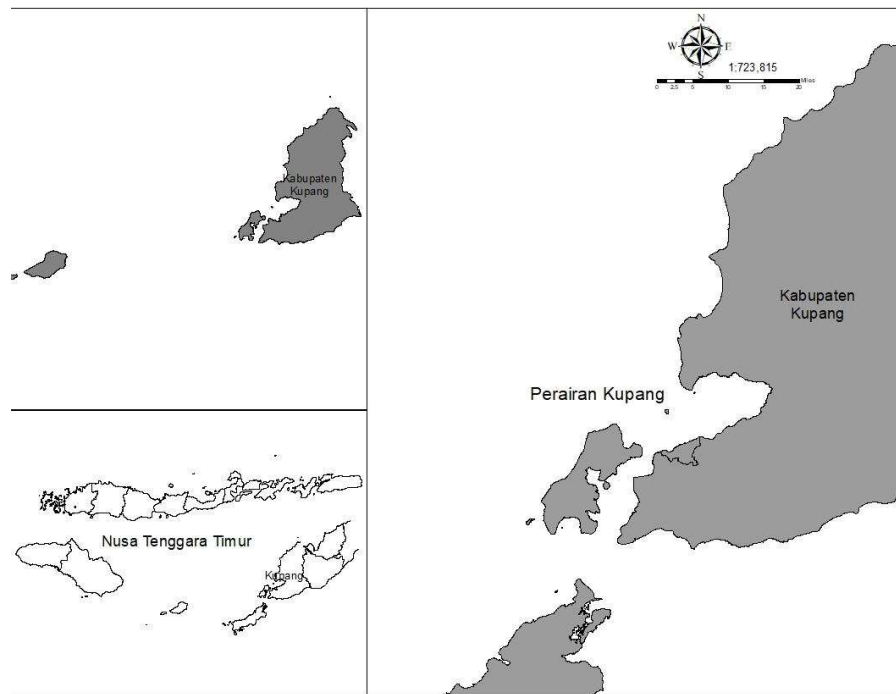 Kabupaten
Kupang
Nusa Tenggara Timur
Kupang
N
W E
S
1:723,815
Miles
0 2.5 5 10 15 20
Kabupaten
Kupang
Perairan Kupang